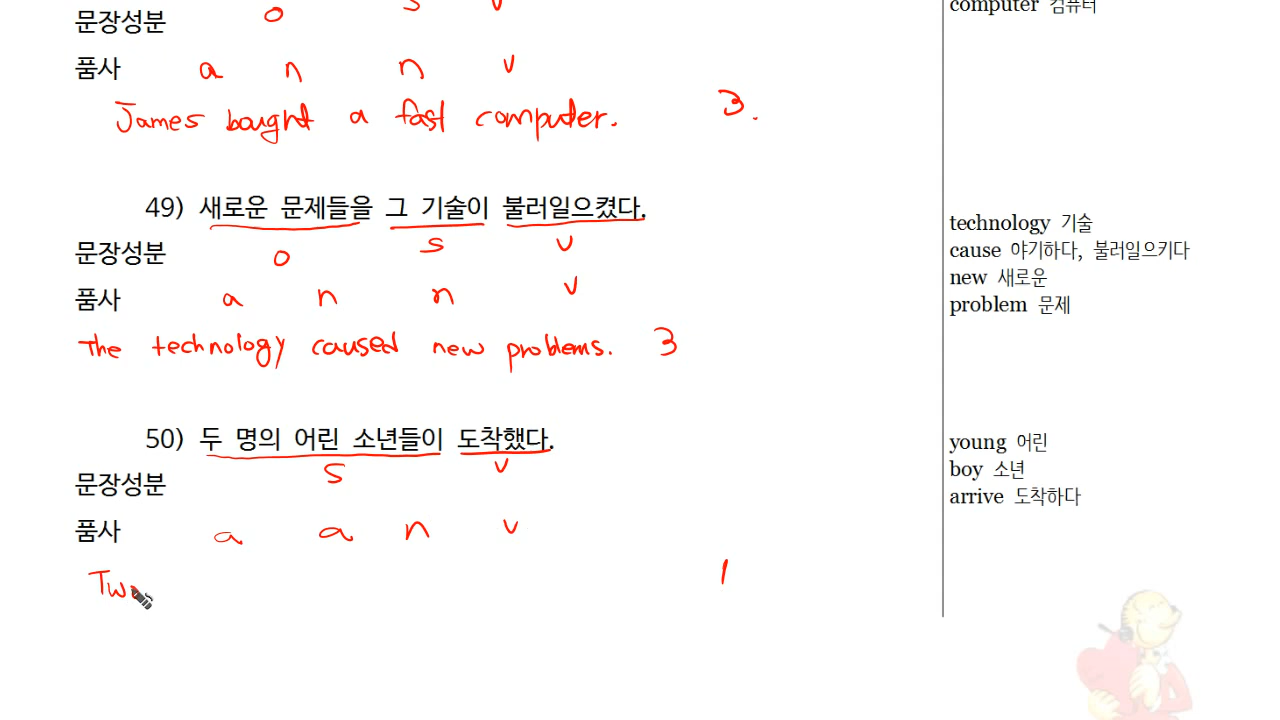 s v
문장성분 o
computer 컴퓨터
품사 a n n v
James bought a fast computer. 3.
49) 새로운 문제들을 그 기술이 불러일으켰다.
문장성분 o s v
품사 a n n v
The technology caused new problems. 3
technology 기술
cause 야기하다, 불러일으키다
new 새로운
problem 문제
50) 두 명의 어린 소년들이 도착했다.
문장성분 s v
품사 a a n v
Two 1
young 어린
boy 소년
arrive 도착하다